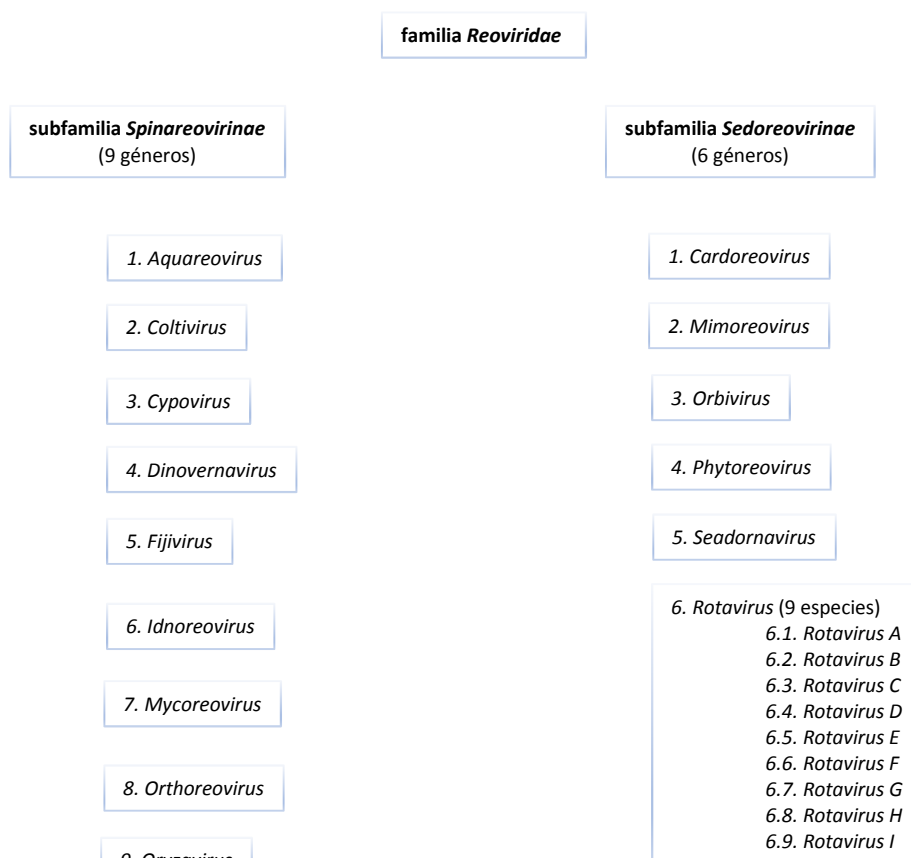 familia Reoviridae
subfamilia Spinareovirinae
(9 géneros)
1. Aquareovirus
2. Coltivirus
3. Cypovirus
4. Dinovernavirus
5. Fijivirus
6. Idnoreovirus
7. Mycoreovirus
8. Orthoreovirus
9. Oryzavirus
subfamilia Sedoreovirinae
(6 géneros)
1. Cardoreovirus
2. Mimoreovirus
3. Orbivirus
4. Phytoreovirus
5. Seadornavirus
6. Rotavirus (9 especies)
6.1. Rotavirus A
6.2. Rotavirus B
6.3. Rotavirus C
6.4. Rotavirus D
6.5. Rotavirus E
6.6. Rotavirus F
6.7. Rotavirus G
6.8. Rotavirus H
6.9. Rotavirus I